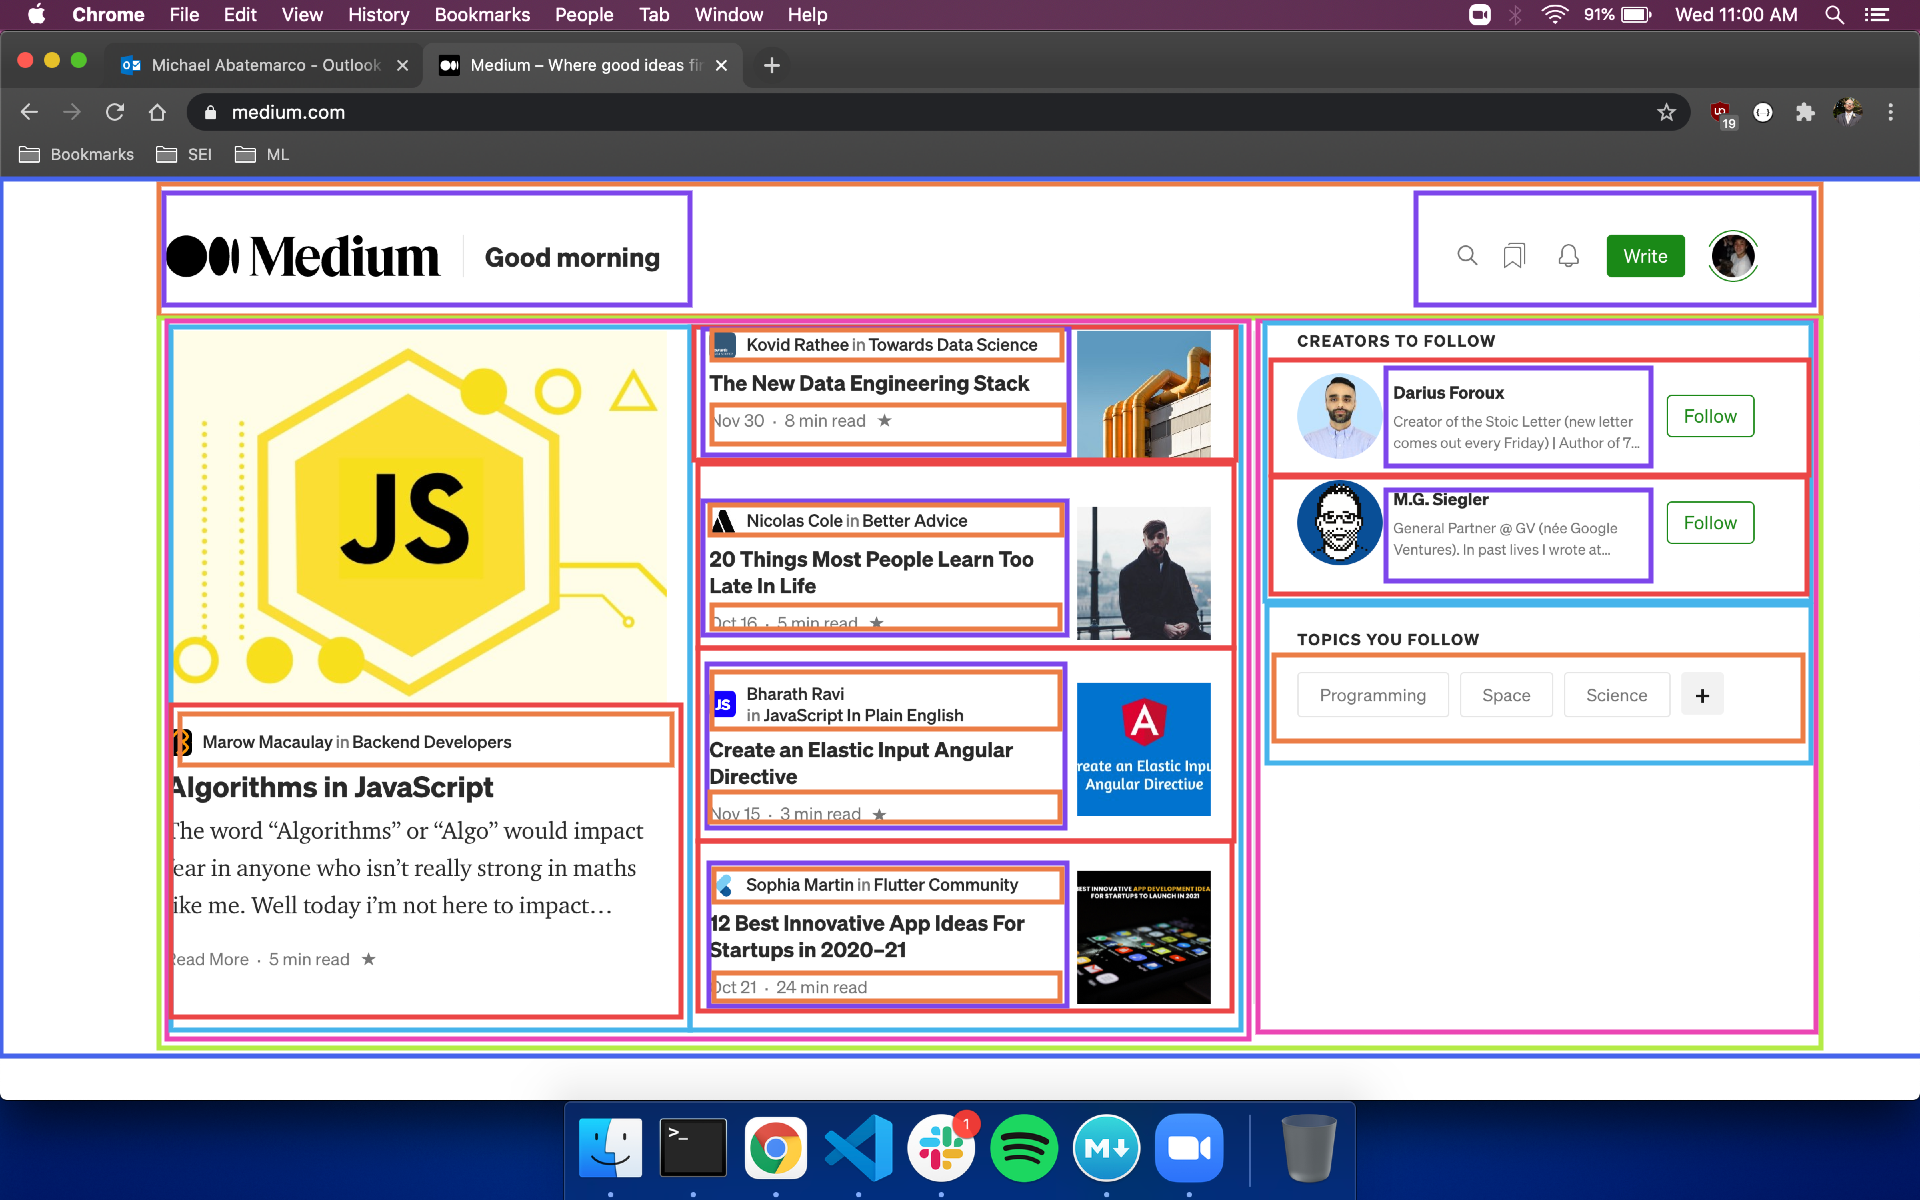 Chrome File Edit View History Bookmarks People Tab Window Help 91% Wed 11:00 AM
Michael Abatemarco - Outlook
Medium – Where good ideas fin
medium.com
19
Bookmarks SEI ML
Medium Good morning
Write
JS
Marow Macaulay in Backend Developers
Algorithms in JavaScript
The word “Algorithms” or “Algo” would impact
fear in anyone who isn’t really strong in maths
like me. Well today i’m not here to impact…
Read More · 5 min read ★
Kovid Rathee in Towards Data Science
The New Data Engineering Stack
Nov 30 · 8 min read ★
Nicolas Cole in Better Advice
20 Things Most People Learn Too
Late In Life
Oct 16 · 5 min read ★
JS
Bharath Ravi
in JavaScript In Plain English
Create an Elastic Input Angular
Directive
Nov 15 · 3 min read ★
A
reate an Elastic Inpu
Angular Directive
Sophia Martin in Flutter Community
12 Best Innovative App Ideas For
Startups in 2020–21
Oct 21 · 24 min read
EST INNOVATIVE APP DEVELOPMENT IDEA
FOR STARTUPS TO LAUNCH IN 2021
CREATORS TO FOLLOW
Darius Foroux
Creator of the Stoic Letter (new letter
comes out every Friday) | Author of 7...
Follow
M.G. Siegler
General Partner @ GV (née Google
Ventures). In past lives I wrote at...
Follow
TOPICS YOU FOLLOW
Programming Space Science +
>_
1
M